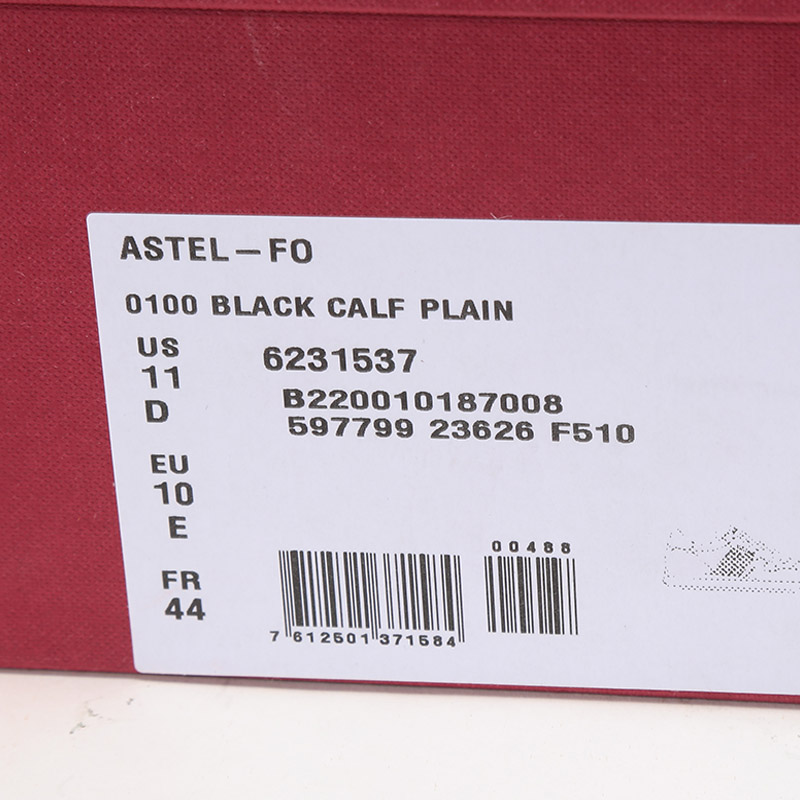 ASTEL-FO
0100 BLACK CALF PLAIN
US
11
D
6231537
B220010187008
597799 23626 F510
EU
10
E
FR
44
00488
7 612501 371584